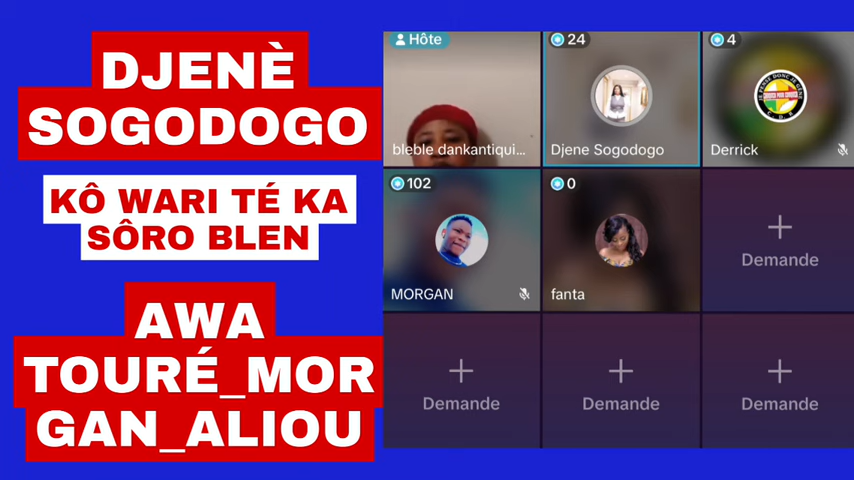 DJENÈ
SOGODOGO
KÔ WARI TÉ KA
SÔRO BLEN
AWA
TOURÉ_MOR
GAN_ALIOU
Hôte
24
4
bleble dankantiqui...
Djene Sogodogo
Derrick
102
0
MORGAN
fanta
Demande
Demande
Demande
Demande